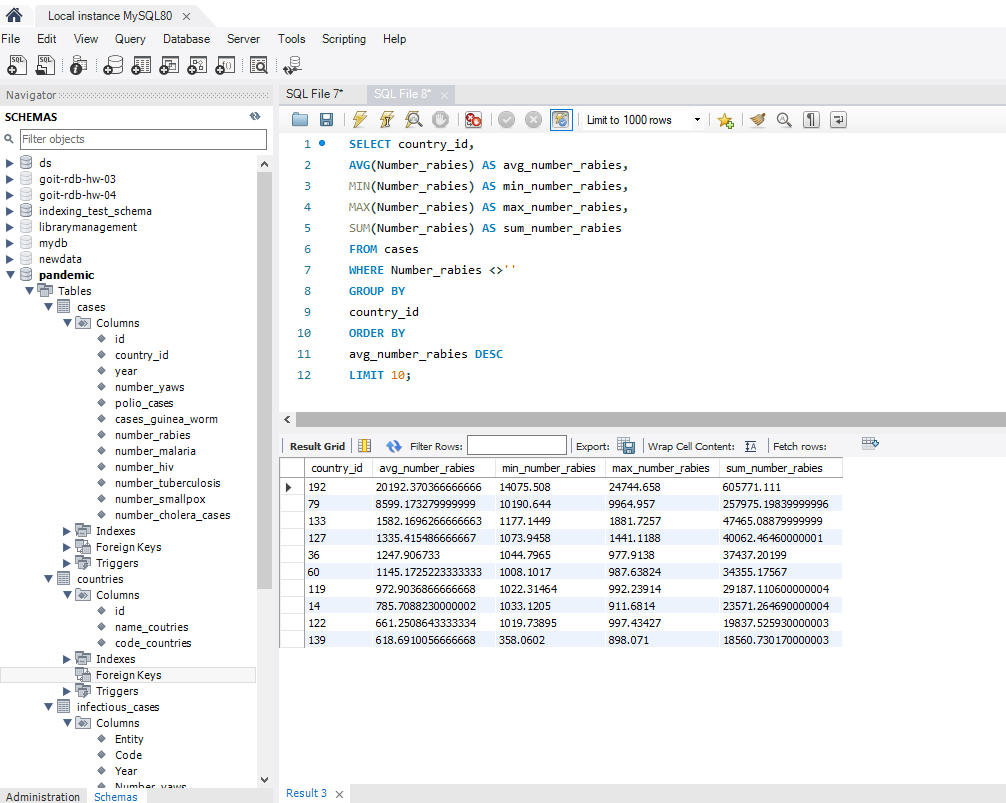 Local instance MySQL80
File Edit View Query Database Server Tools Scripting Help
Navigator
SCHEMAS
Filter objects
ds
goit-rdb-hw-03
goit-rdb-hw-04
indexing_test_schema
librarymanagement
mydb
newdata
pandemic
Tables
cases
Columns
id
country_id
year
number_yaws
polio_cases
cases_guinea_worm
number_rabies
number_malaria
number_hiv
number_tuberculosis
number_smallpox
number_cholera_cases
Indexes
Foreign Keys
Triggers
countries
Columns
id
name_coutries
code_countries
Indexes
Foreign Keys
Triggers
infectious_cases
Columns
Entity
Code
Year
Number_yaws
Administration Schemas
SQL File 7* SQL File 8*
Limit to 1000 rows
1 SELECT country_id,
2 AVG(Number_rabies) AS avg_number_rabies,
3 MIN(Number_rabies) AS min_number_rabies,
4 MAX(Number_rabies) AS max_number_rabies,
5 SUM(Number_rabies) AS sum_number_rabies
6 FROM cases
7 WHERE Number_rabies <>''
8 GROUP BY
9 country_id
10 ORDER BY
11 avg_number_rabies DESC
12 LIMIT 10;
Result Grid Filter Rows: Export: Wrap Cell Content: Fetch rows:
country_id avg_number_rabies min_number_rabies max_number_rabies sum_number_rabies
192 20192.370366666666 14075.508 24744.658 605771.111
79 8599.173279999999 10190.644 9964.957 257975.19839999996
133 1582.1696266666663 1177.1449 1881.7257 47465.08879999999
127 1335.415486666667 1073.9458 1441.1188 40062.46460000001
36 1247.906733 1044.7965 977.9138 37437.20199
60 1145.1725223333333 1008.1017 987.63824 34355.17567
119 972.9036866666668 1022.31464 992.23914 29187.110600000004
14 785.7088230000002 1033.1205 911.6814 23571.264690000004
122 661.2508643333334 1019.73895 997.43427 19837.525930000003
139 618.6910056666668 358.0602 898.071 18560.730170000003
Result 3